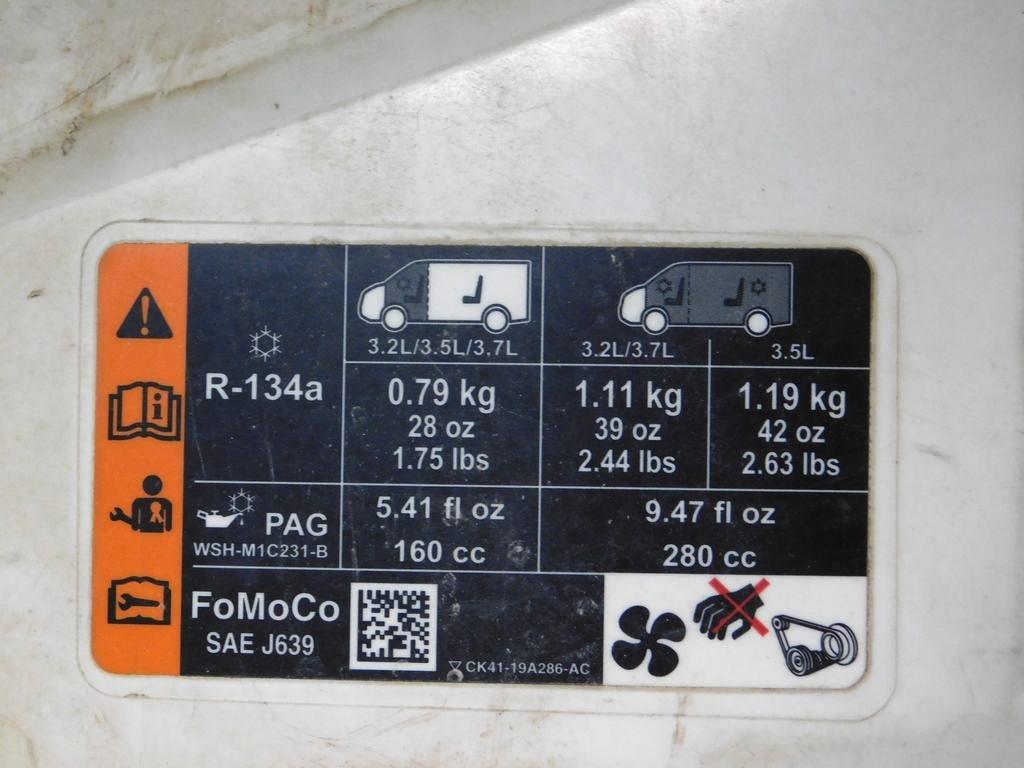 3.2L/3.5L/3.7L
3.2L/3.7L
3.5L
R-134a
0.79 kg
28 oz
1.75 lbs
1.11 kg
39 oz
2.44 lbs
1.19 kg
42 oz
2.63 lbs
PAG
WSH-M1C231-B
5.41 fl oz
160 cc
9.47 fl oz
280 cc
FoMoCo
SAE J639
CK41-19A286-AC